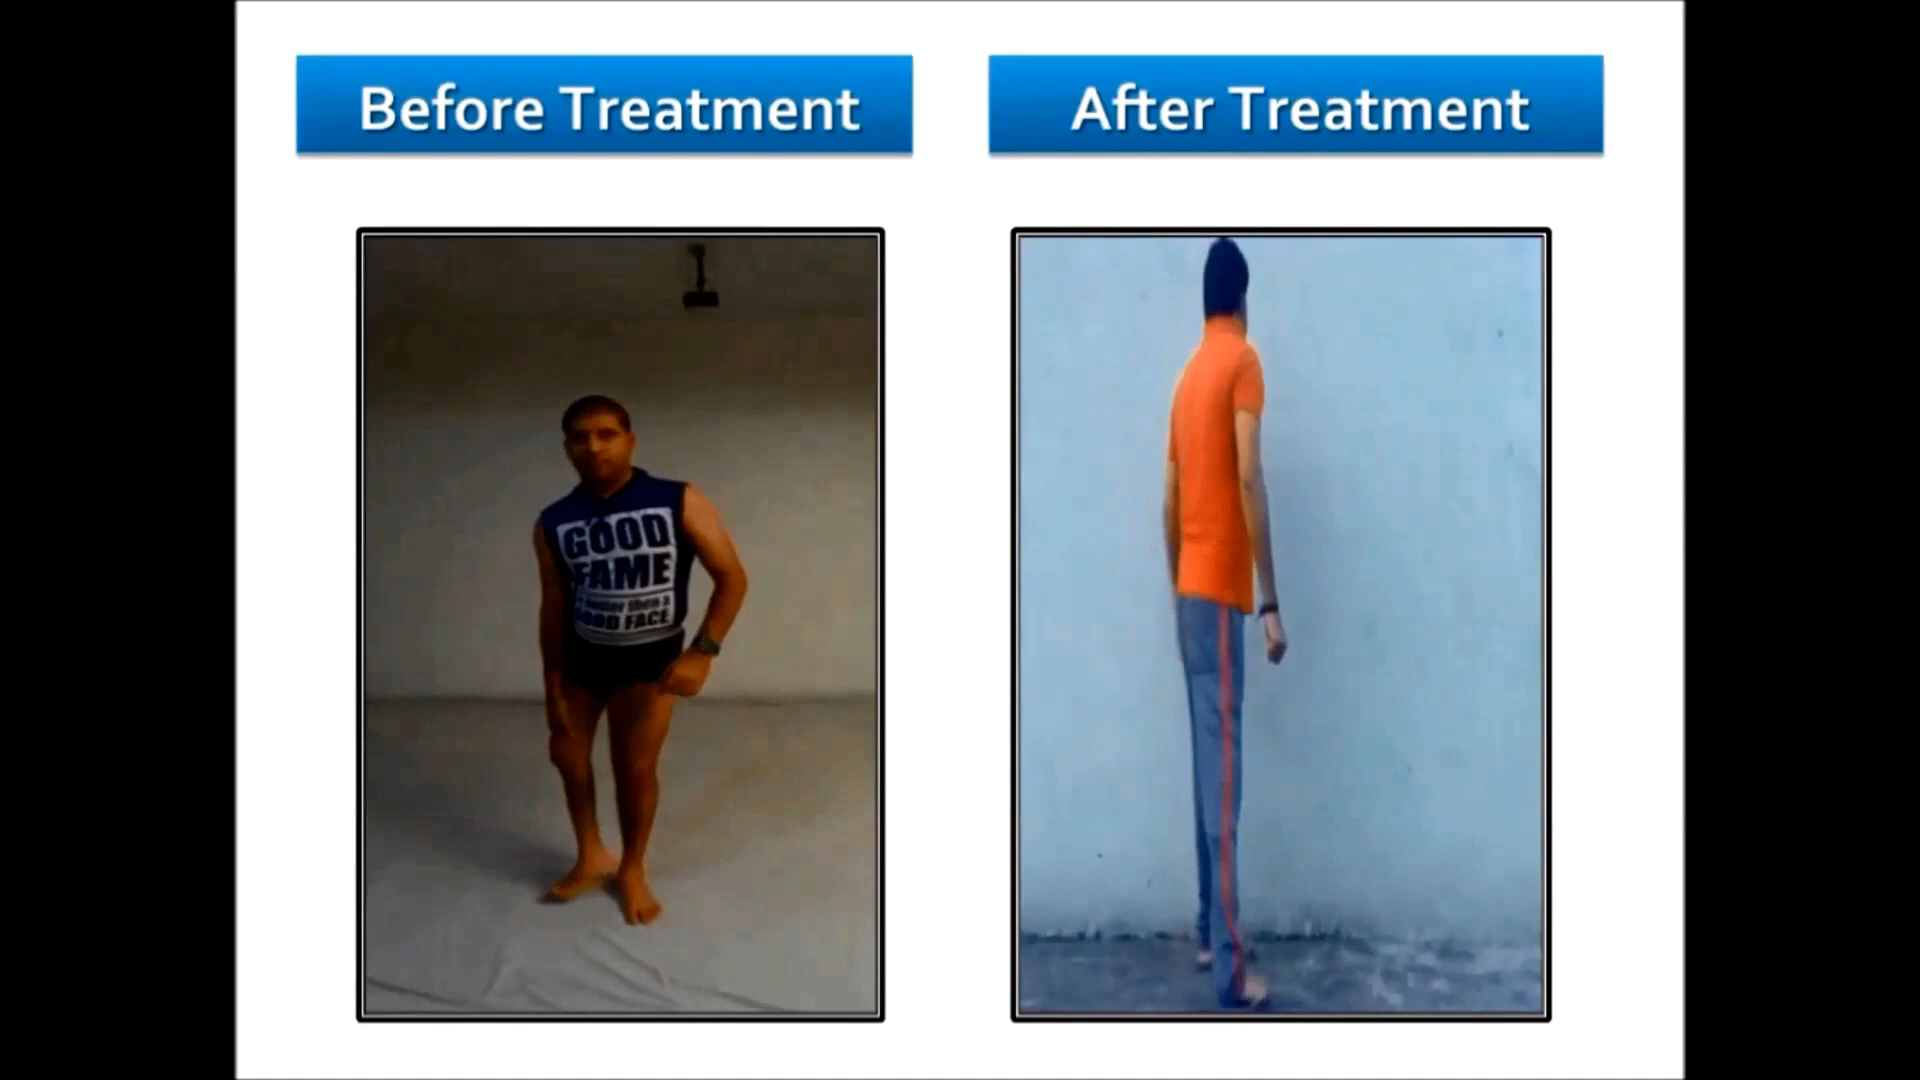 Before Treatment
After Treatment
GOOD
FAME
GOOD FACE